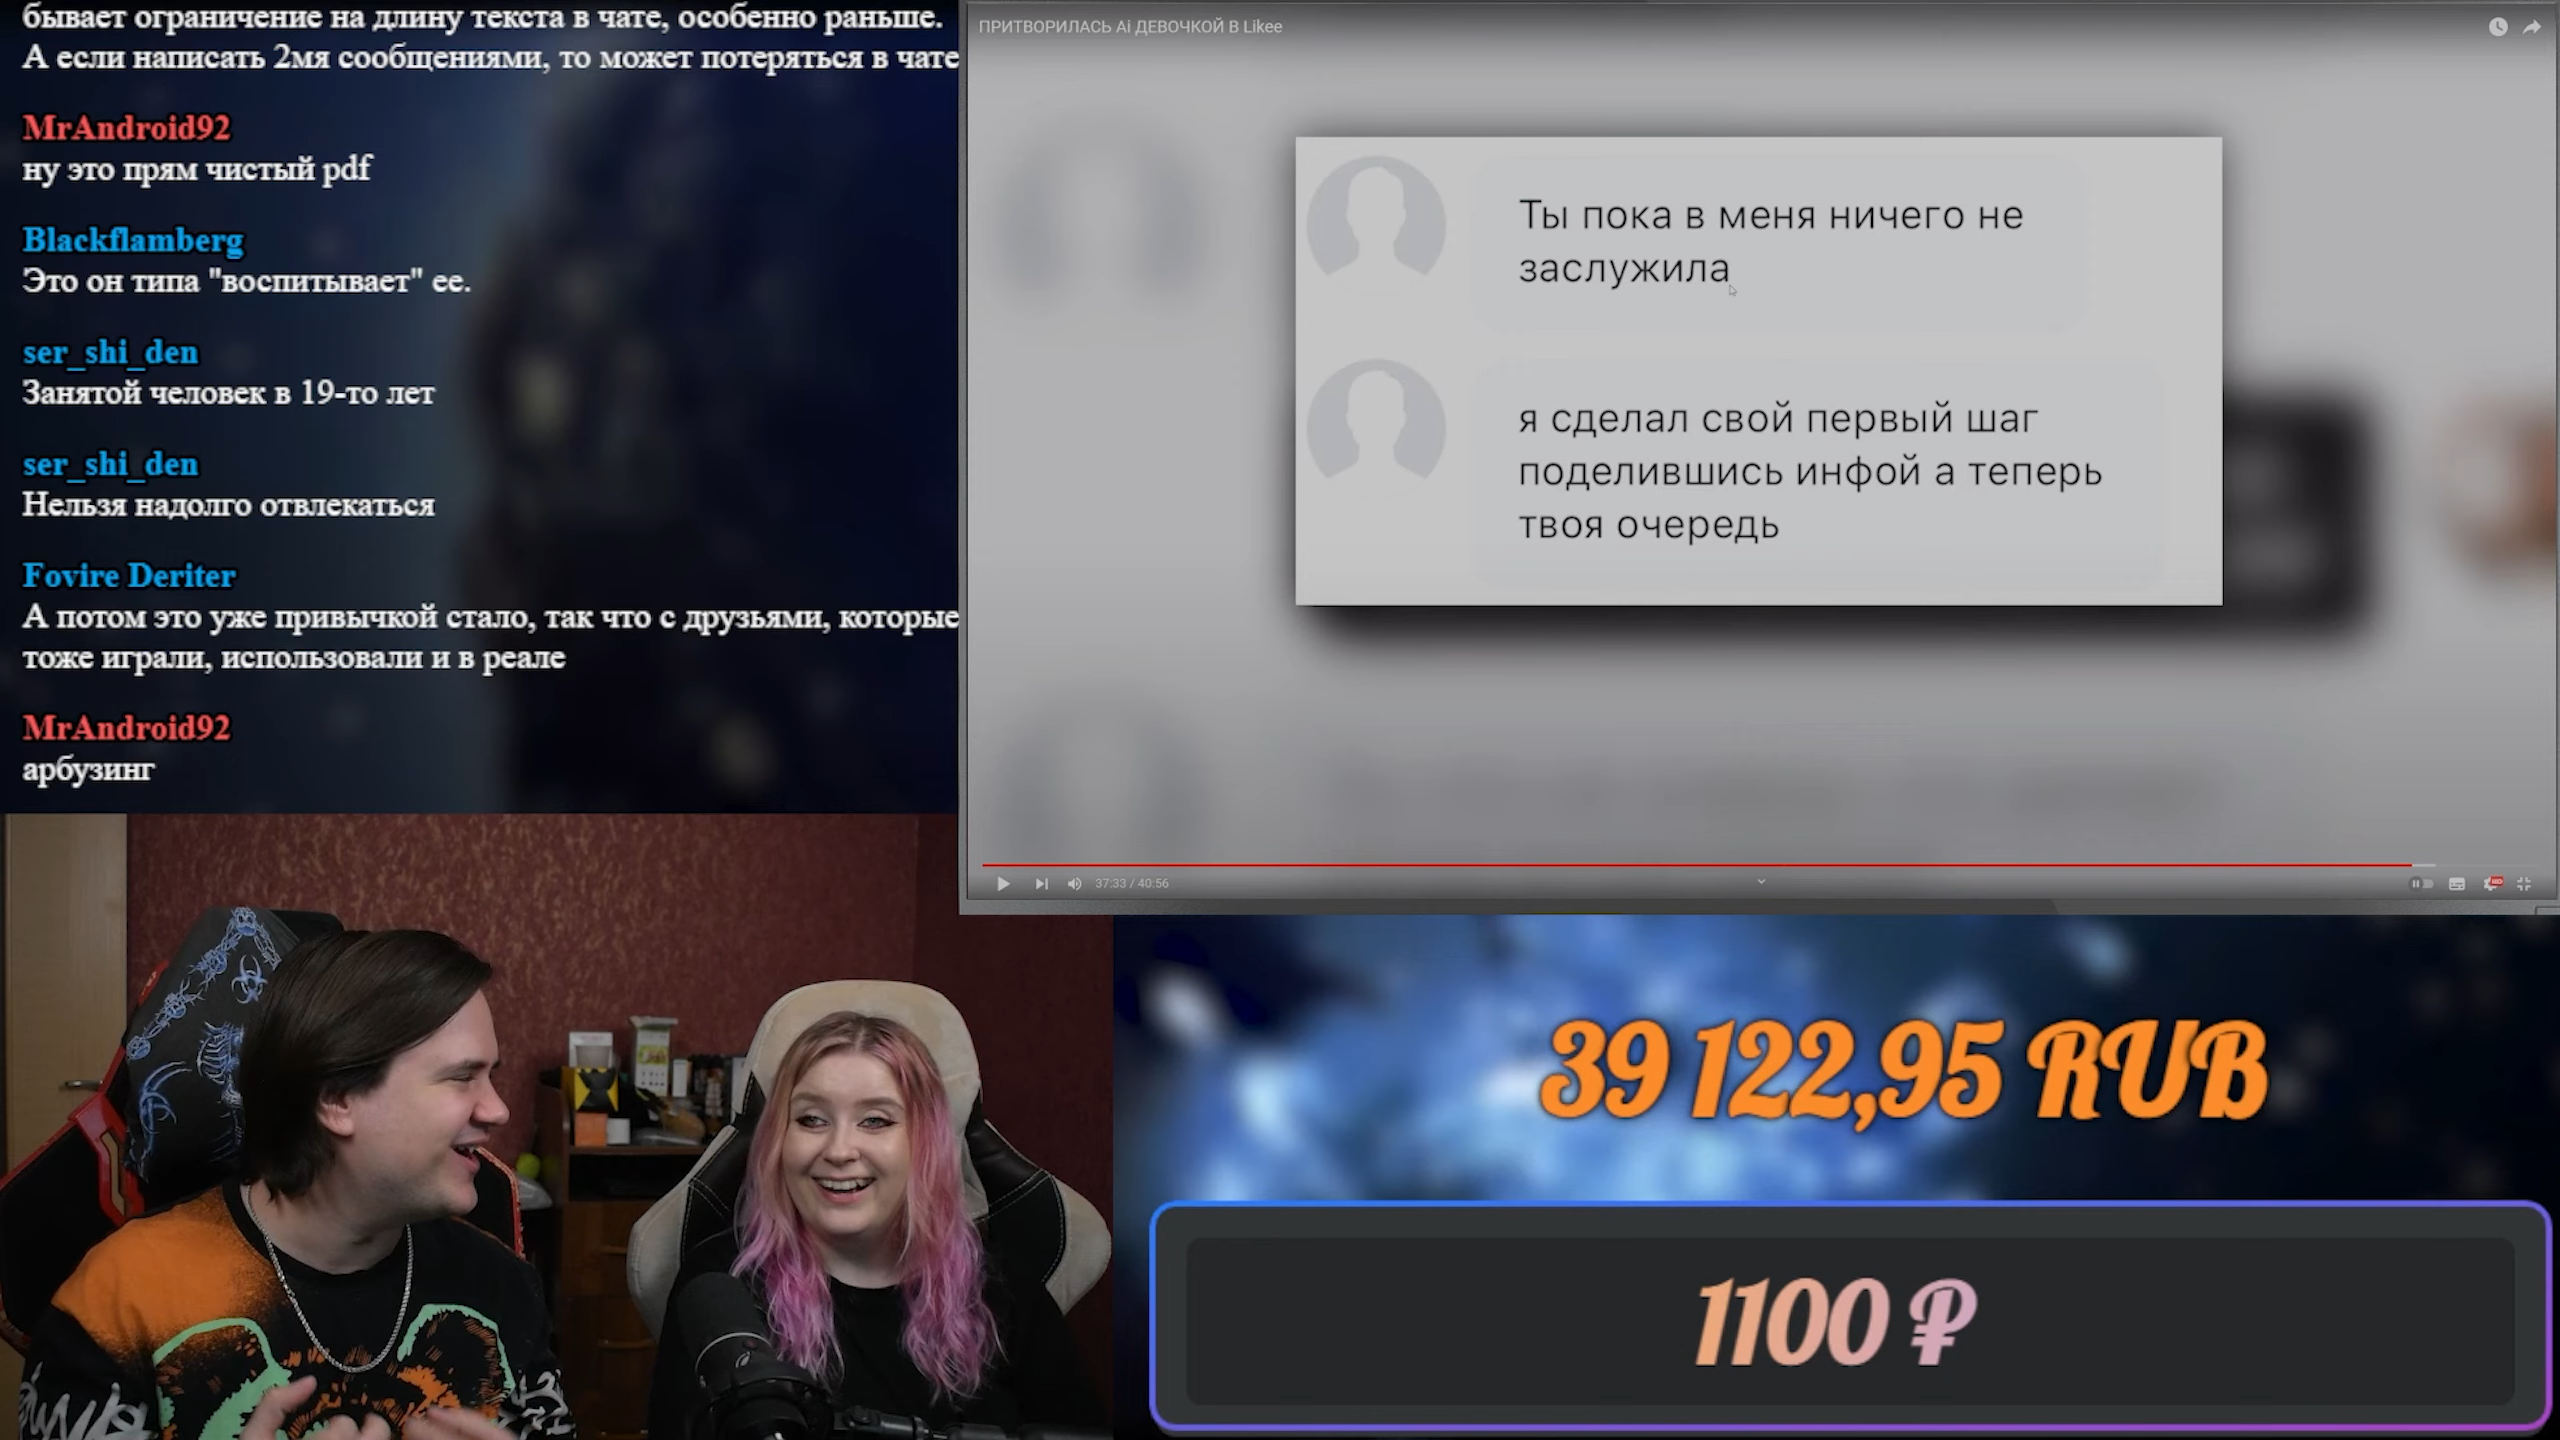 бывает ограничение на длину текста в чате, особенно раньше.
А если написать 2мя сообщениями, то может потеряться в чате
MrAndroid92
ну это прям чистый pdf
Blackflamberg
Это он типа "воспитывает" ее.
ser_shi_den
Занятой человек в 19-то лет
ser_shi_den
Нельзя надолго отвлекаться
Fovire Deriter
А потом это уже привычкой стало, так что с друзьями, которые
тоже играли, использовали и в реале
MrAndroid92
арбузинг
ПРИТВОРИЛАСЬ Ai ДЕВОЧКОЙ В Likee
Ты пока в меня ничего не
заслужила
я сделал свой первый шаг
поделившись инфой а теперь
твоя очередь
37:33 / 40:56
HD
39 122,95 RUB
1100 ₽